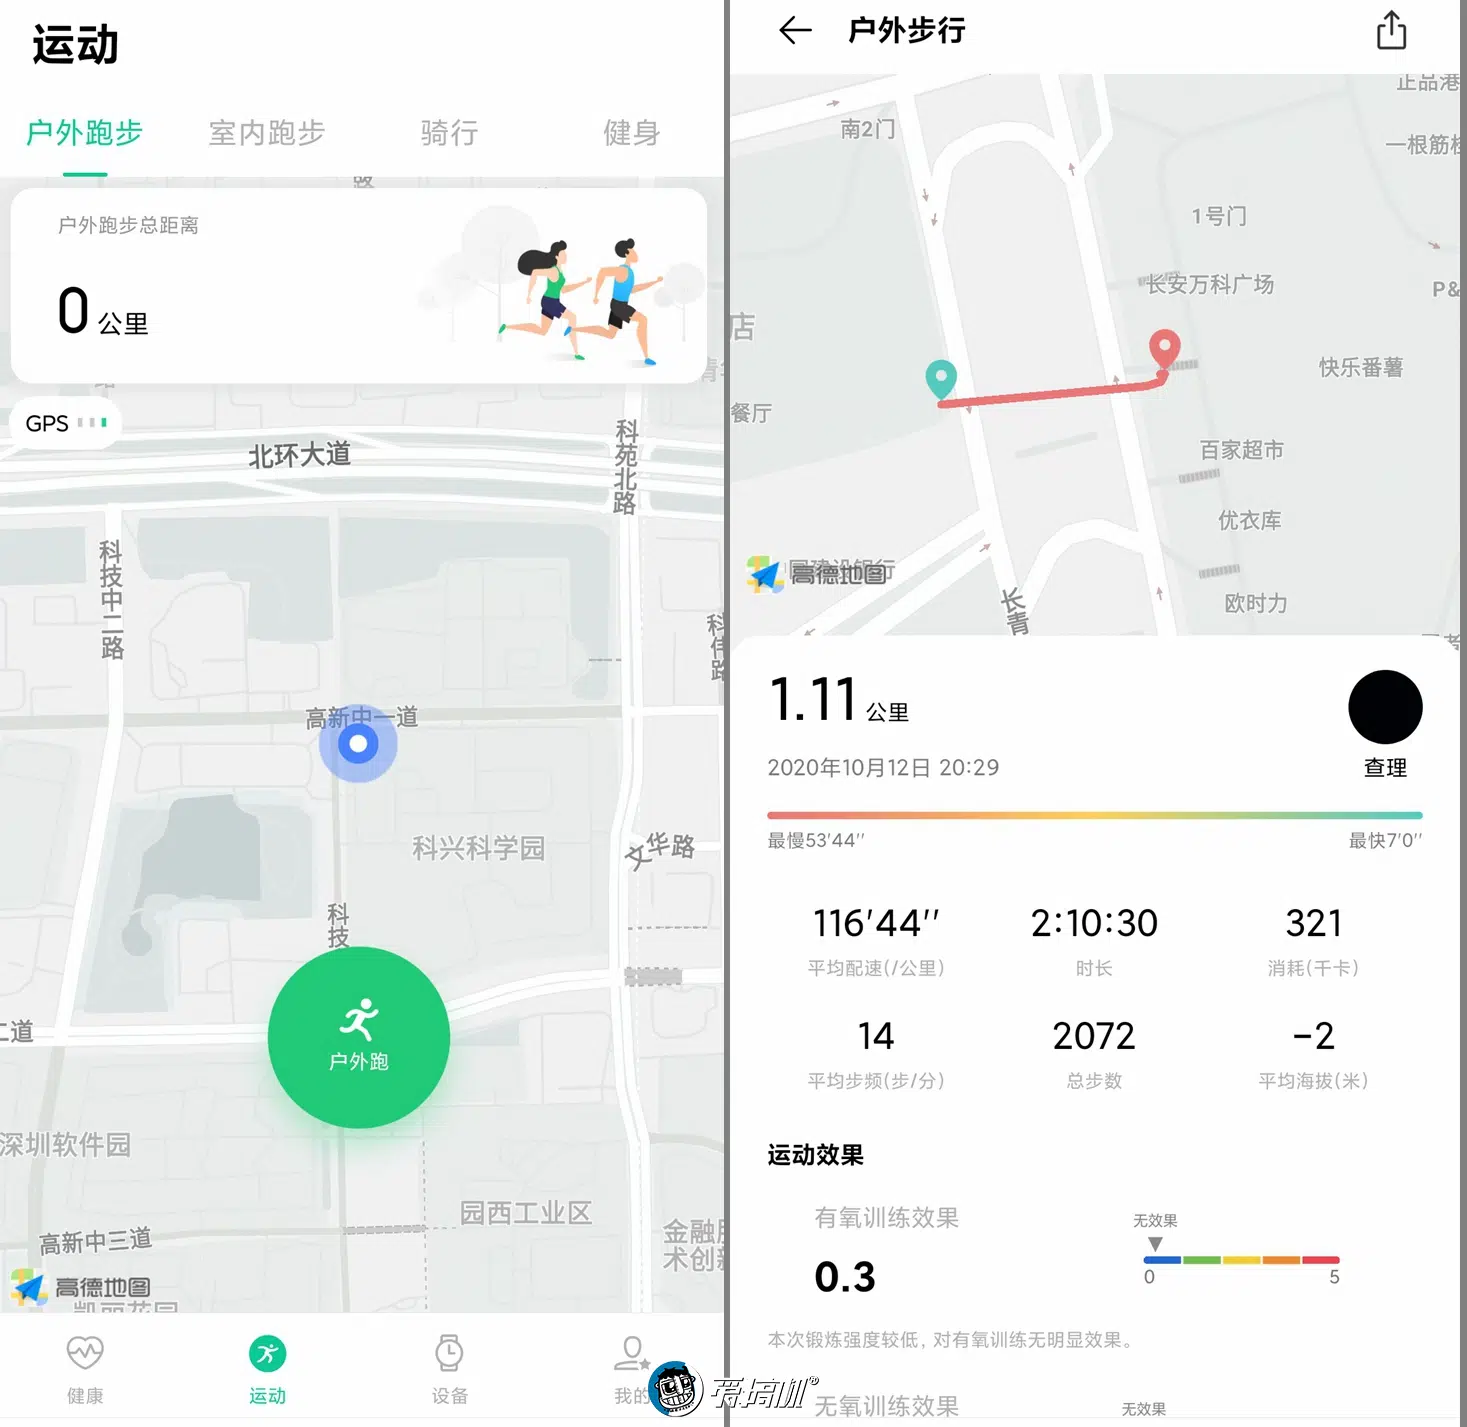 运动
户外跑步 室内跑步 骑行 健身
路
户外跑步总距离
0 公里
GPS
北环大道
科苑北路
科技中二路
高新中一道
科兴科学园
文华路
科技
户外跑
二道
深圳软件园
园西工业区
高新中三道
高德地图
健康 运动 设备 我的
户外步行
南2门
1号门
长安万科广场
P&
店
快乐番薯
餐厅
百家超市
优衣库
欧时力
长青
高德地图
1.11 公里
2020年10月12日 20:29
查理
最慢53'44''
最快7'0''
116'44'' 2:10:30 321
平均配速(/公里) 时长 消耗(千卡)
14 2072 -2
平均步频(步/分) 总步数 平均海拔(米)
运动效果
有氧训练效果
0.3
无效果
0 5
本次锻炼强度较低, 对有氧训练无明显效果。
无氧训练效果
无效果
爱搞机®